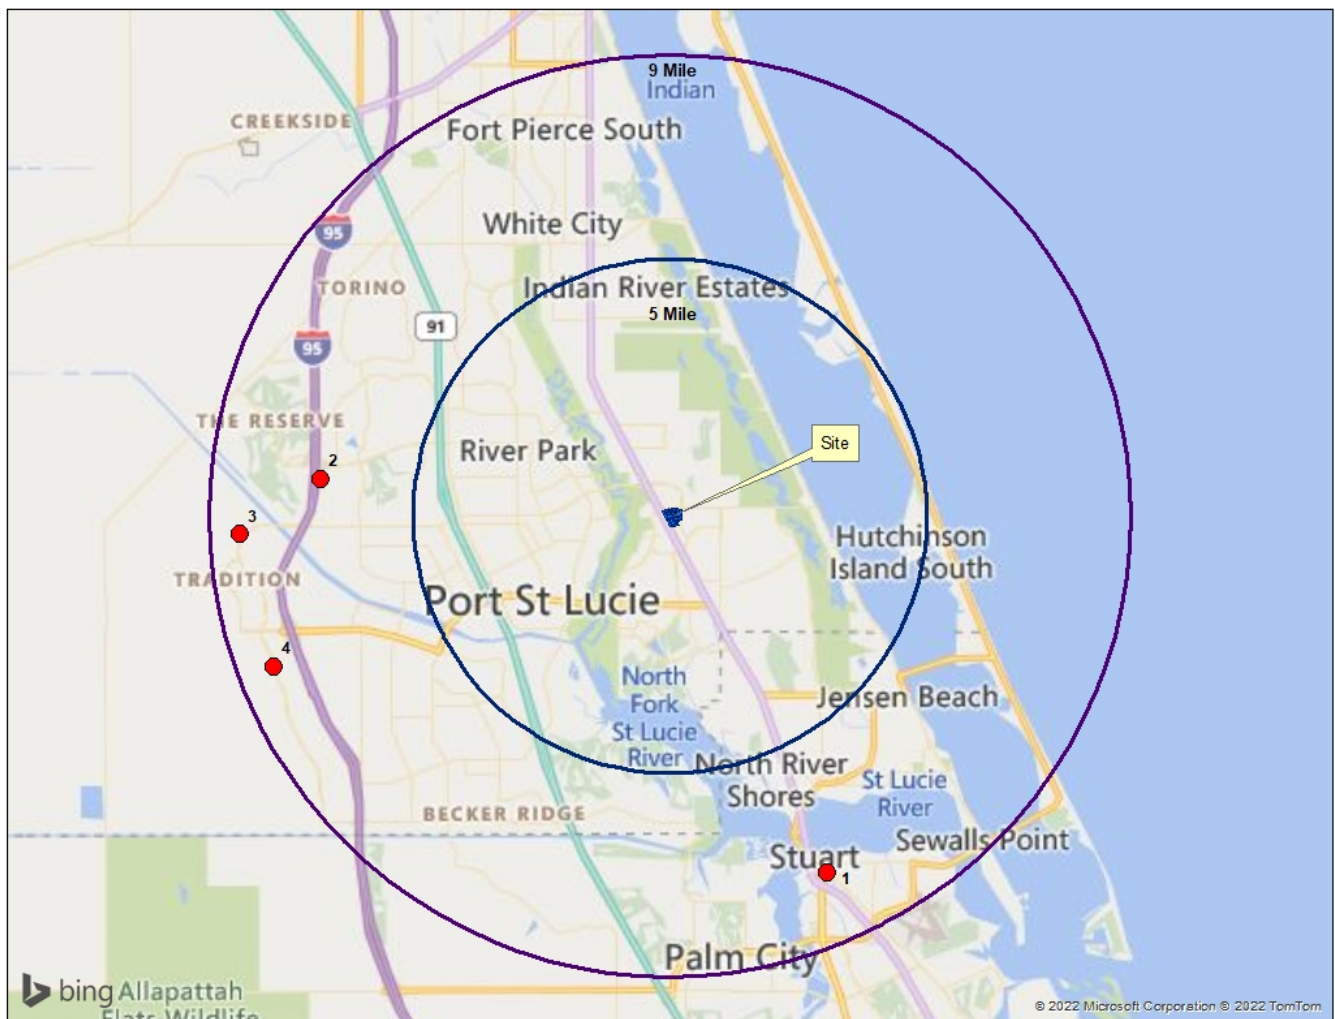 9 Mile
Indian
CREEKSIDE
Fort Pierce South
White City
95
TORINO
Indian River Estates
5 Mile
91
95
THE RESERVE
Site
River Park
2
3
Hutchinson
Island South
TRADITION
Port St Lucie
4
North
Fork
St Lucie
River
Jensen Beach
North River
Shores
St Lucie
River
BECKER RIDGE
Sewalls Point
Stuart
1
Palm City
bing
Allapattah
Flats Wildlife
© 2022 Microsoft Corporation © 2022 TomTom